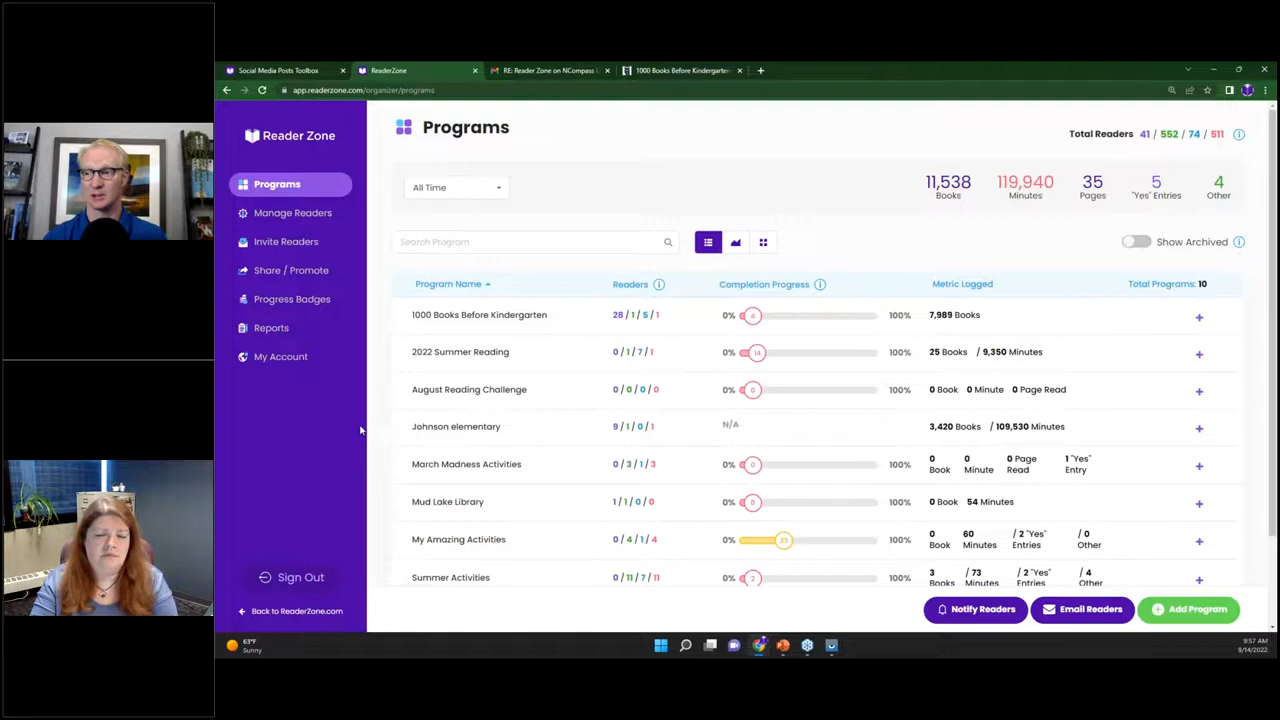 Social Media Posts Toolbox
ReaderZone
RE: Reader Zone on NCompass L
1000 Books Before Kindergarten
app.readerzone.com/organizer/programs
Reader Zone
Programs
Manage Readers
Invite Readers
Share / Promote
Progress Badges
Reports
My Account
Sign Out
Back to ReaderZone.com
Programs
Total Readers 41 / 552 / 74 / 511
All Time
11,538 119,940 35 5 4
Books Minutes Pages "Yes" Entries Other
Search Program
Show Archived
Program Name Readers Completion Progress Metric Logged Total Programs: 10
1000 Books Before Kindergarten 28 / 1 / 5 / 1 0% 4 100% 7,989 Books +
2022 Summer Reading 0 / 1 / 7 / 1 0% 14 100% 25 Books / 9,350 Minutes +
August Reading Challenge 0 / 0 / 0 / 0 0% 0 100% 0 Book 0 Minute 0 Page Read +
Johnson elementary 9 / 1 / 0 / 1 N/A 3,420 Books / 109,530 Minutes +
March Madness Activities 0 / 3 / 1 / 3 0% 0 100% 0 Book 0 Minute 0 Page Read 1 "Yes" Entry +
Mud Lake Library 1 / 1 / 0 / 0 0% 0 100% 0 Book 54 Minutes +
My Amazing Activities 0 / 4 / 1 / 4 0% 33 100% 0 Book 60 Minutes / 2 "Yes" Entries / 0 Other +
Summer Activities 0 / 11 / 7 / 11 0% 2 100% 3 Books / 73 Minutes / 2 "Yes" Entries / 4 Other +
Notify Readers
Email Readers
Add Program
63°F
Sunny
9:57 AM
9/14/2022